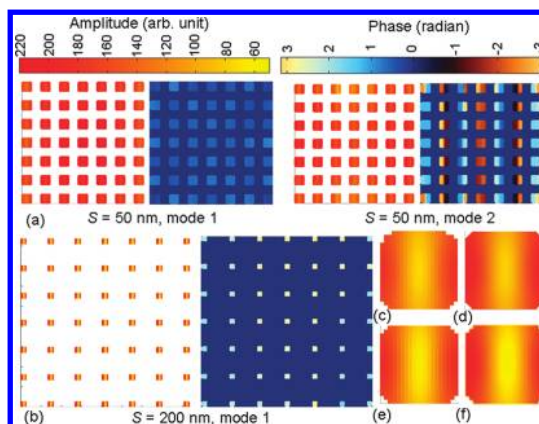 Amplitude (arb. unit) Phase (radian)
220 200 180 160 140 120 100 80 60 3 2 1 0 -1 -2 -3
(a) S = 50 nm, mode 1 S = 50 nm, mode 2
(c) (d)
(b) S = 200 nm, mode 1 (e) (f)